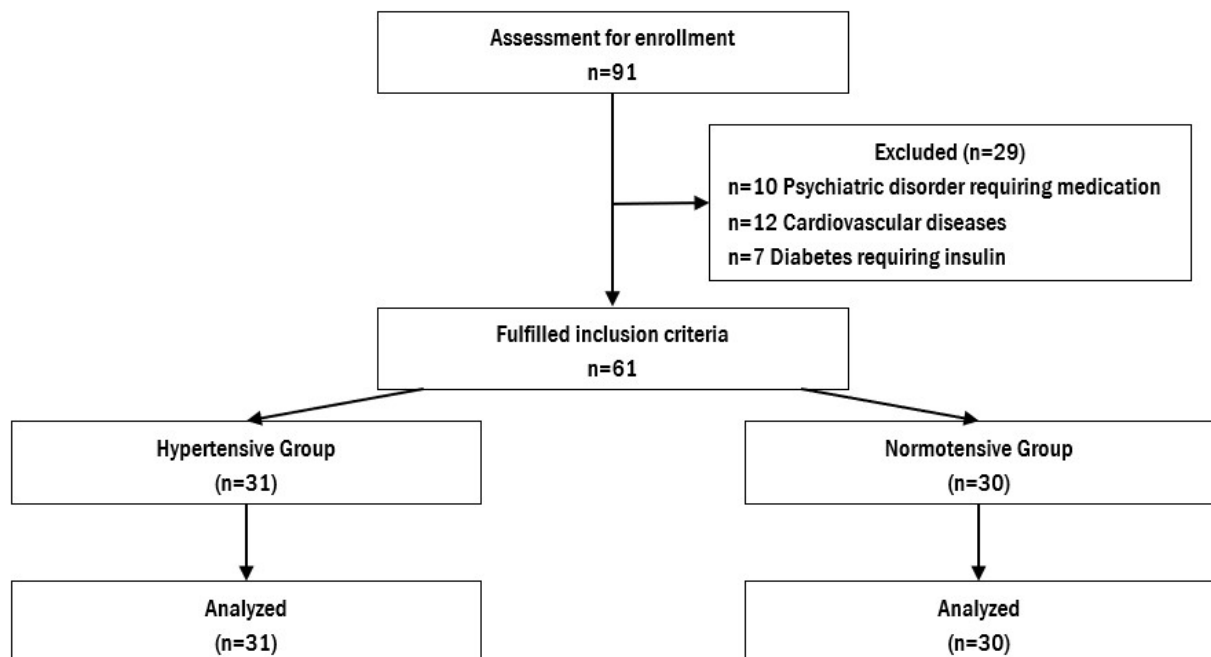 Assessment for enrollment
n=91
Excluded (n=29)
n=10 Psychiatric disorder requiring medication
n=12 Cardiovascular diseases
n=7 Diabetes requiring insulin
Fulfilled inclusion criteria
n=61
Hypertensive Group
(n=31)
Normotensive Group
(n=30)
Analyzed
(n=31)
Analyzed
(n=30)